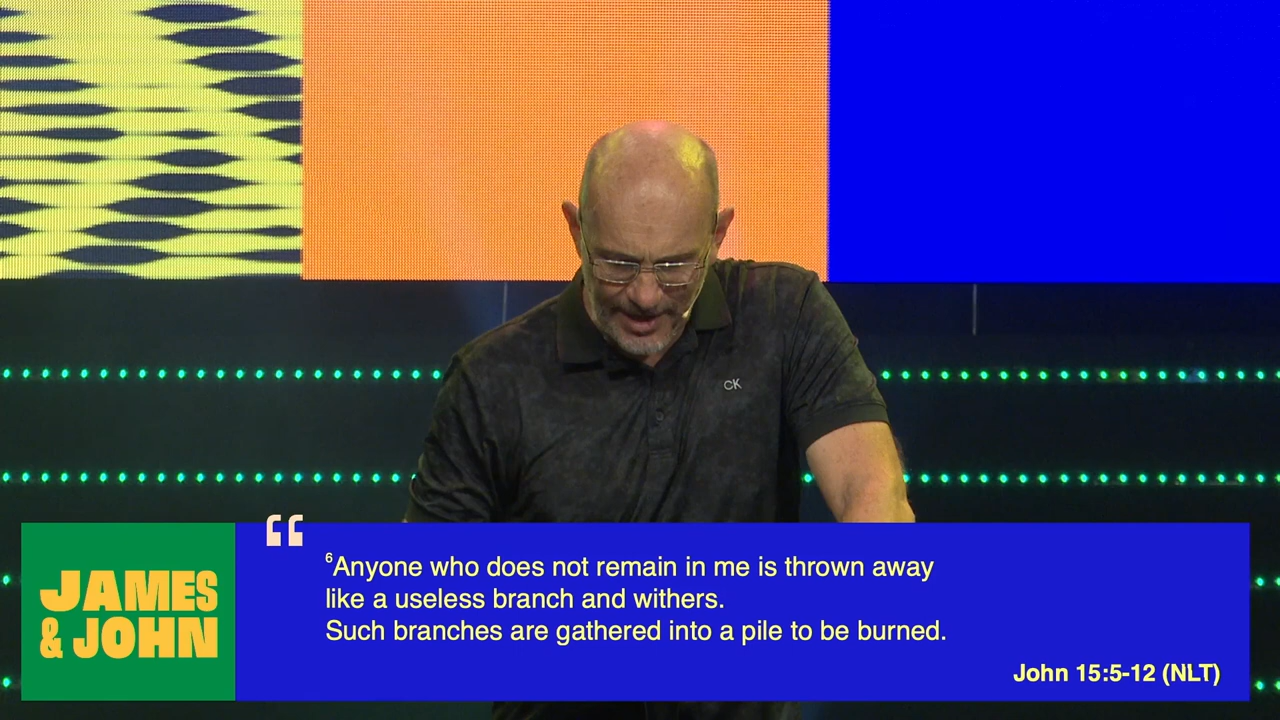 CK
“
⁶Anyone who does not remain in me is thrown away
like a useless branch and withers.
Such branches are gathered into a pile to be burned.
John 15:5-12 (NLT)
JAMES
& JOHN